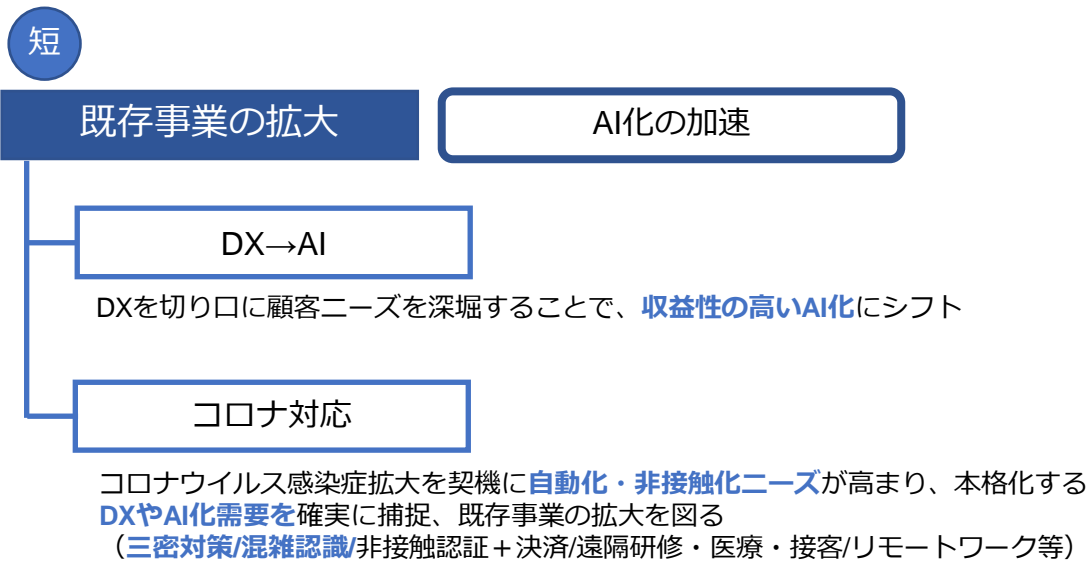 短
既存事業の拡大
AI化の加速
DX→AI
DXを切り口に顧客ニーズを深堀することで、収益性の高いAI化にシフト
コロナ対応
コロナウイルス感染症拡大を契機に自動化・非接触化ニーズが高まり、本格化する
DXやAI化需要を確実に捕捉、既存事業の拡大を図る
（三密対策/混雑認識/非接触認証＋決済/遠隔研修・医療・接客/リモートワーク等）